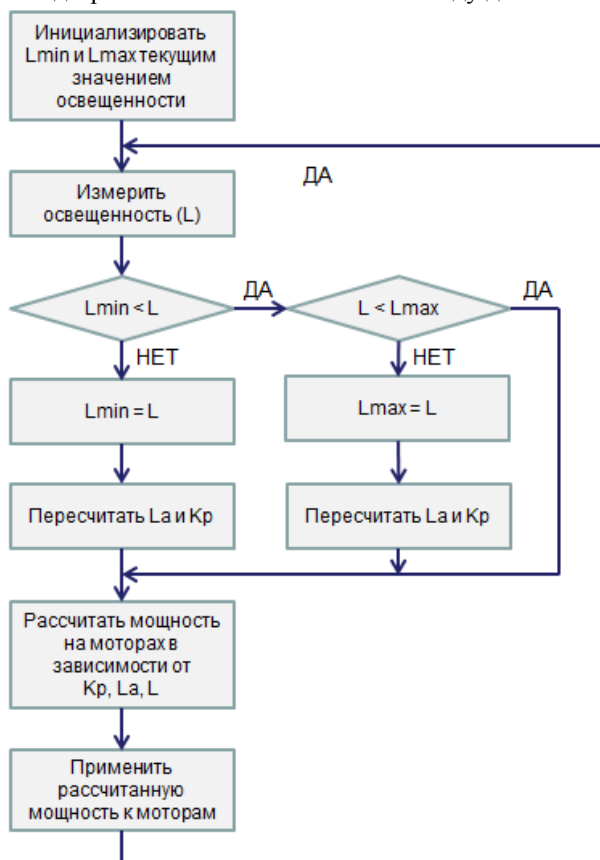 Инициализировать
Lmin и Lmax текущим
значением
освещенности
ДА
Измерить
освещенность (L)
Lmin < L
ДА
L < Lmax
ДА
НЕТ
НЕТ
Lmin = L
Lmax = L
Пересчитать La и Kp
Пересчитать La и Kp
Рассчитать мощность
на моторах в
зависимости от
Kp, La, L
Применить
рассчитанную
мощность к моторам